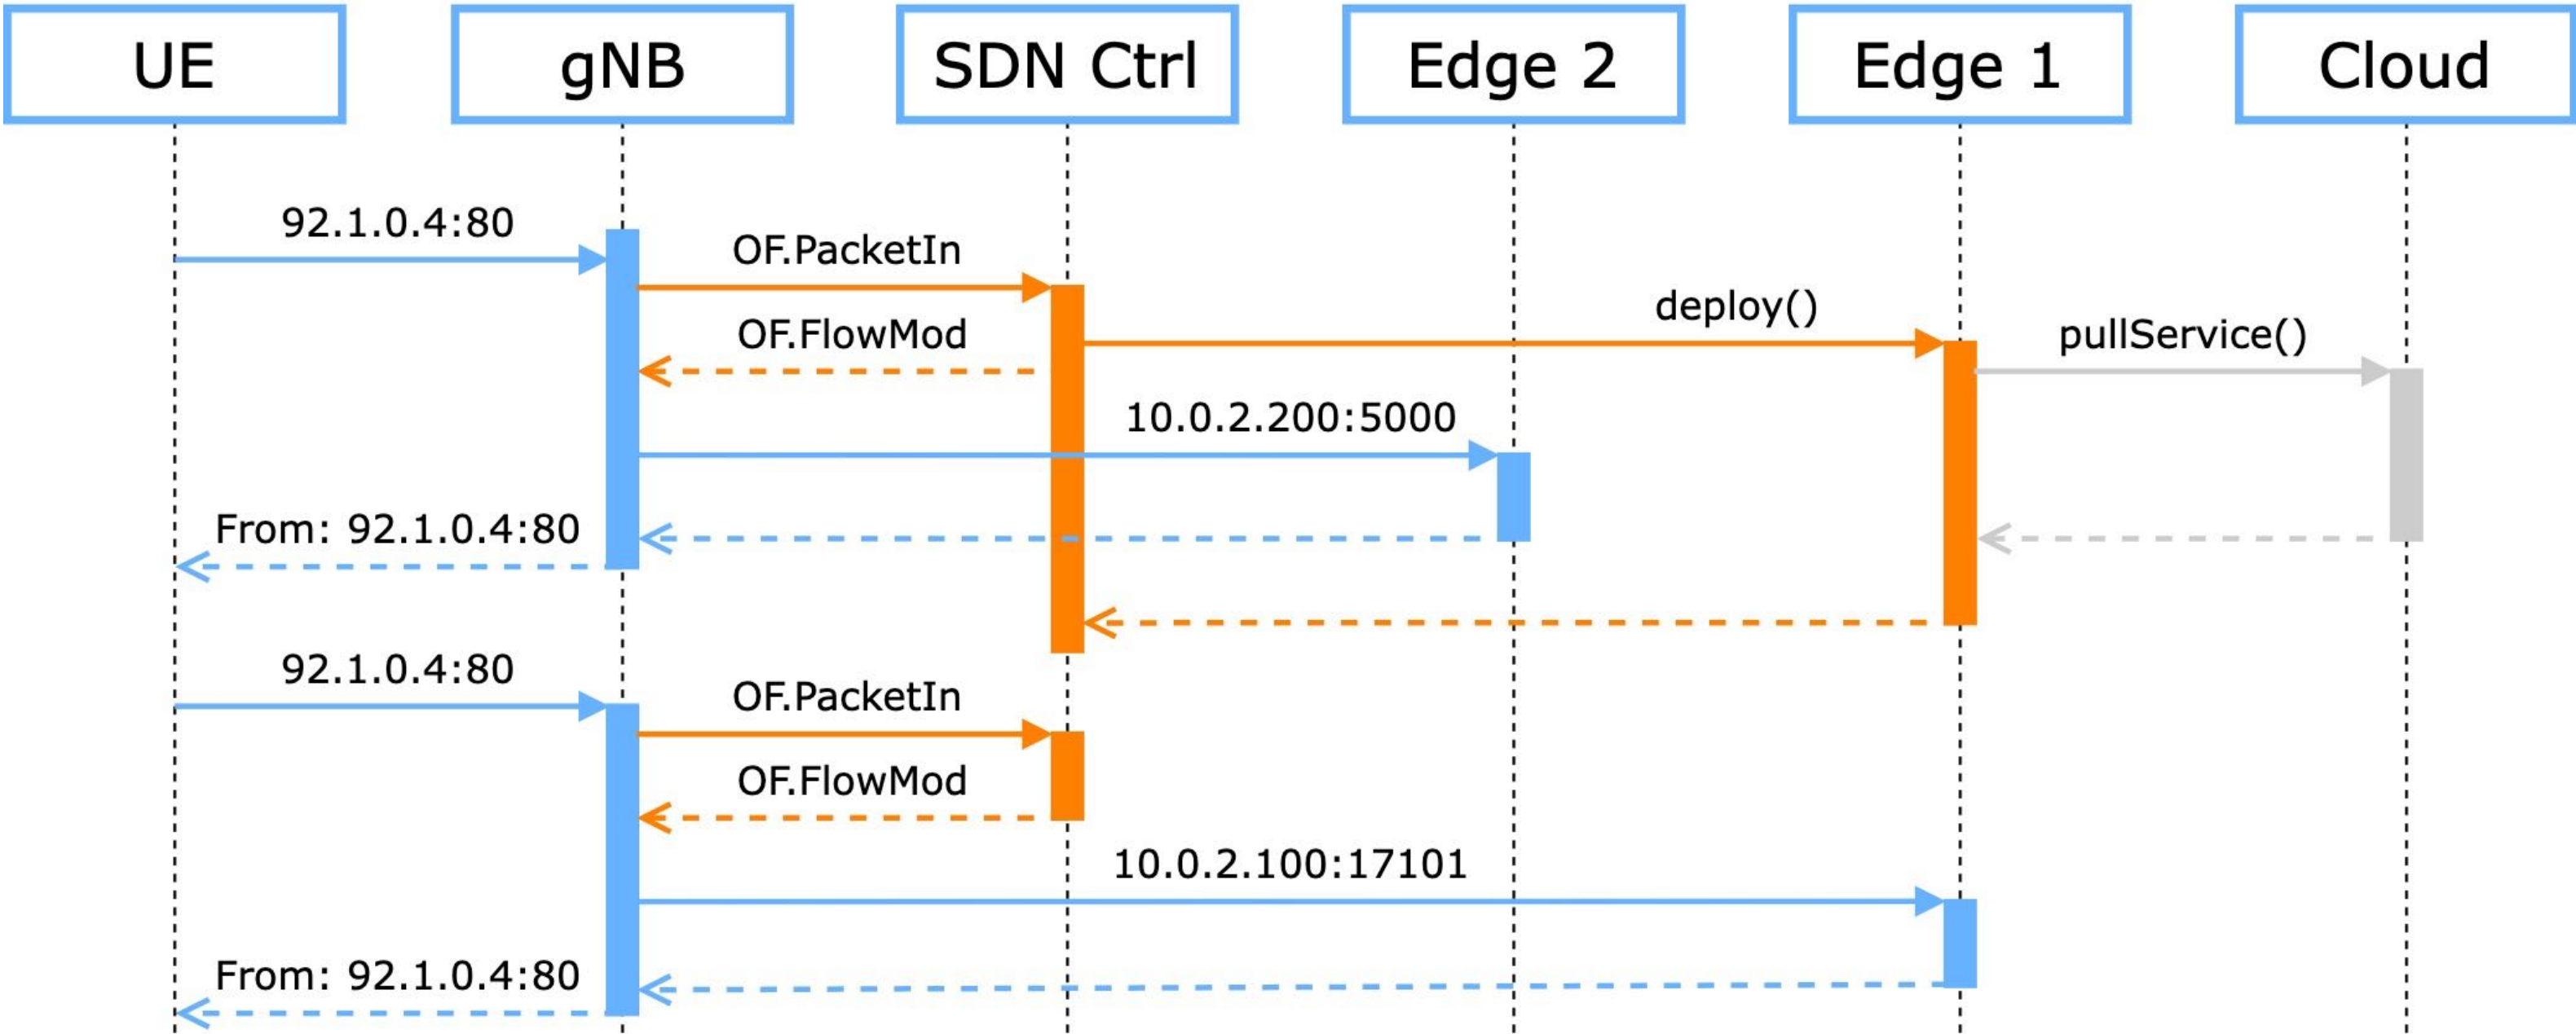 UE
gNB
SDN Ctrl
Edge 2
Edge 1
Cloud
92.1.0.4:80
OF.PacketIn
deploy()
OF.FlowMod
pullService()
10.0.2.200:5000
From: 92.1.0.4:80
92.1.0.4:80
OF.PacketIn
OF.FlowMod
10.0.2.100:17101
From: 92.1.0.4:80